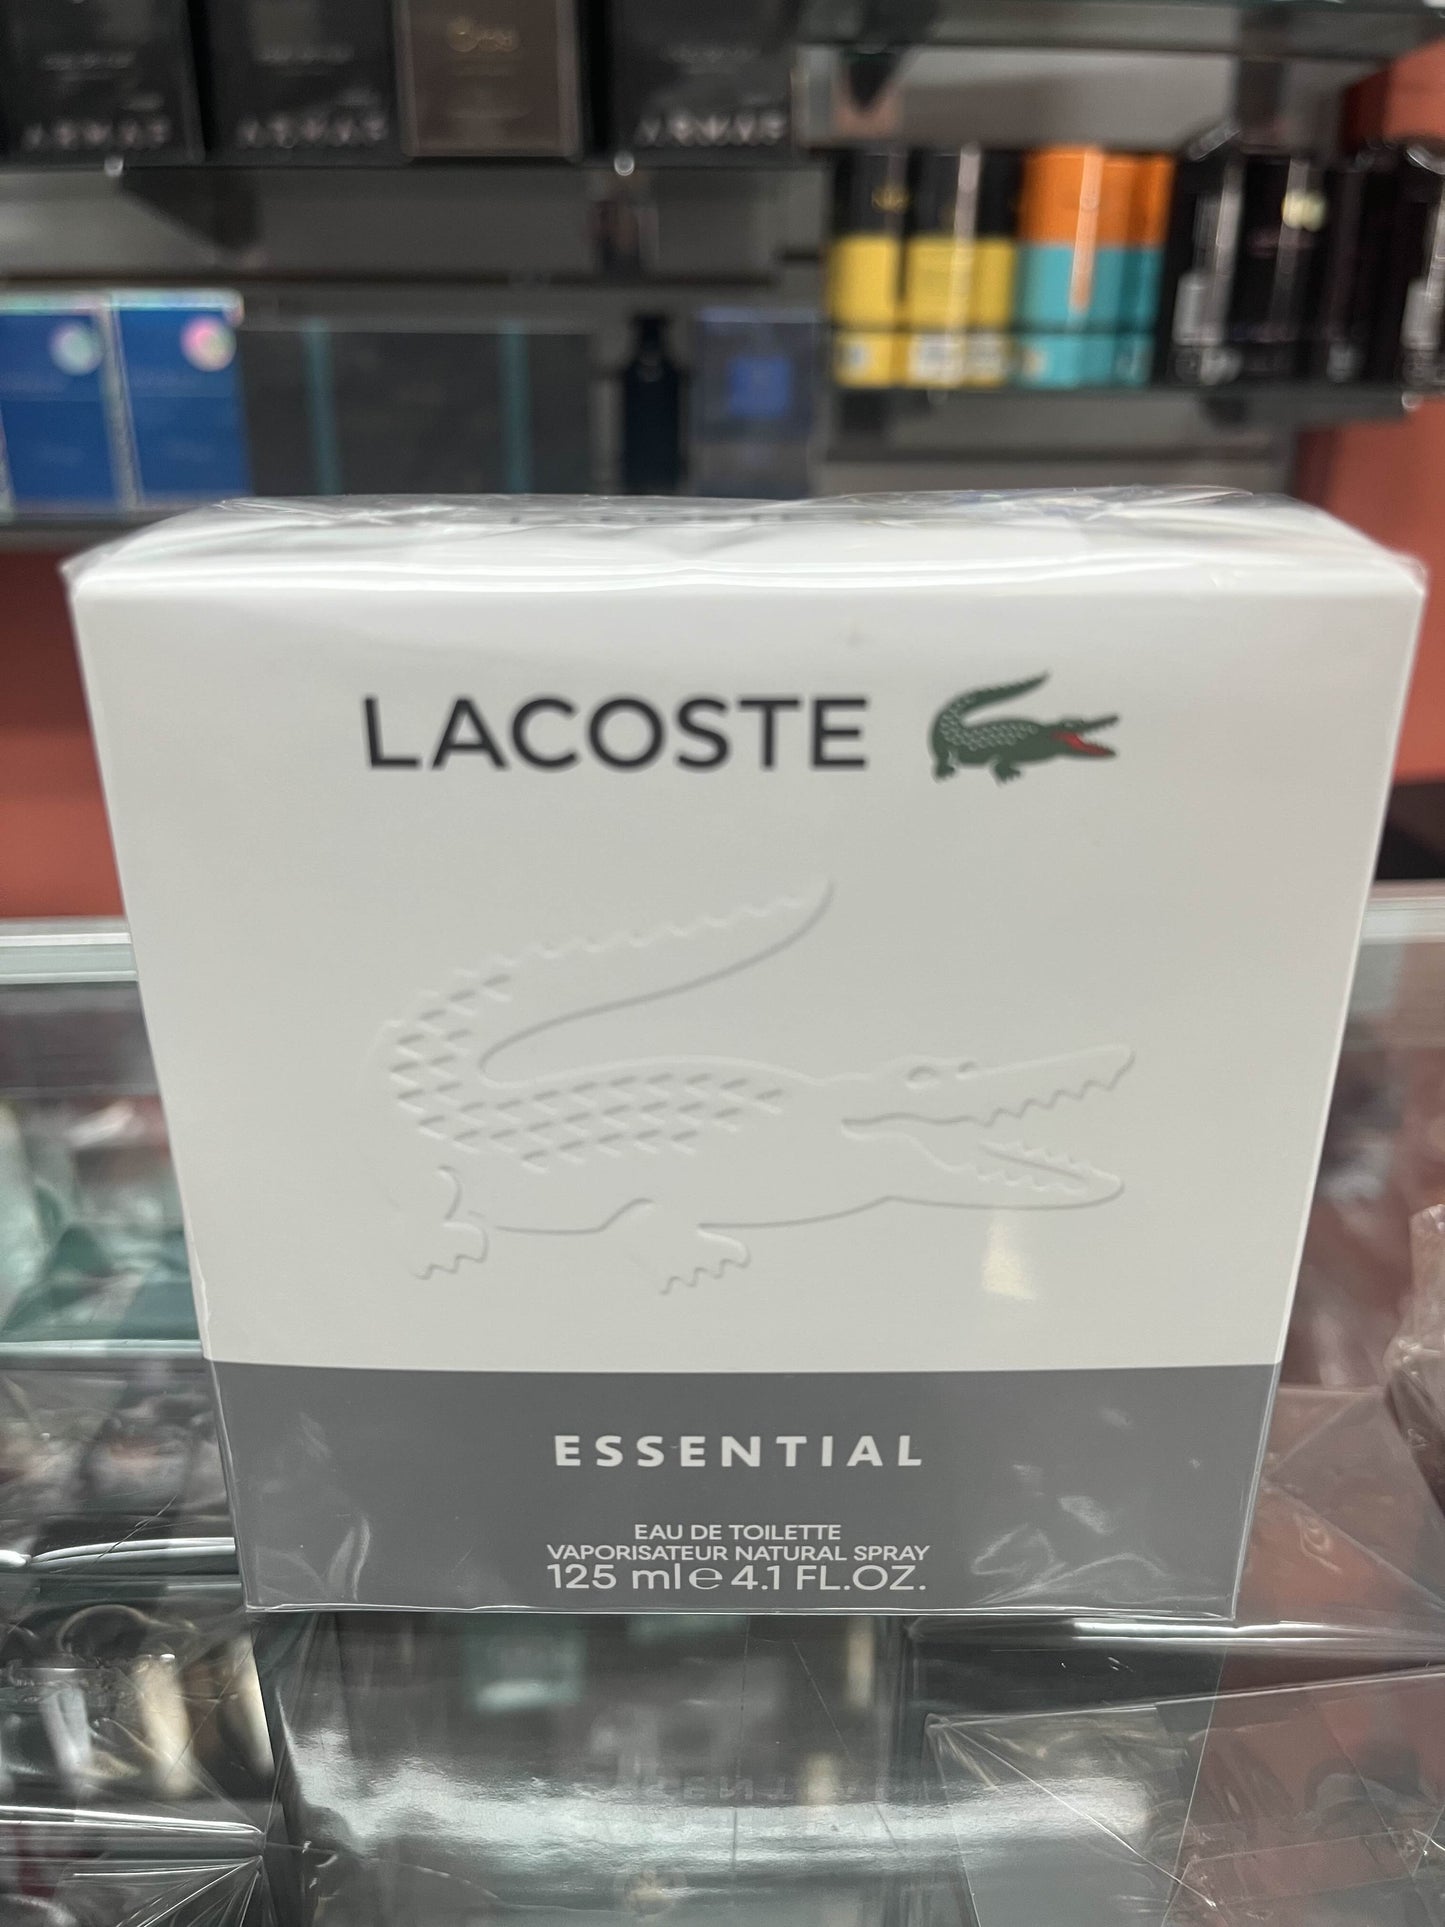 LACOSTE
ESSENTIAL
EAU DE TOILETTE
VAPORISATEUR NATURAL SPRAY
125 ml e 4.1 FL.OZ.